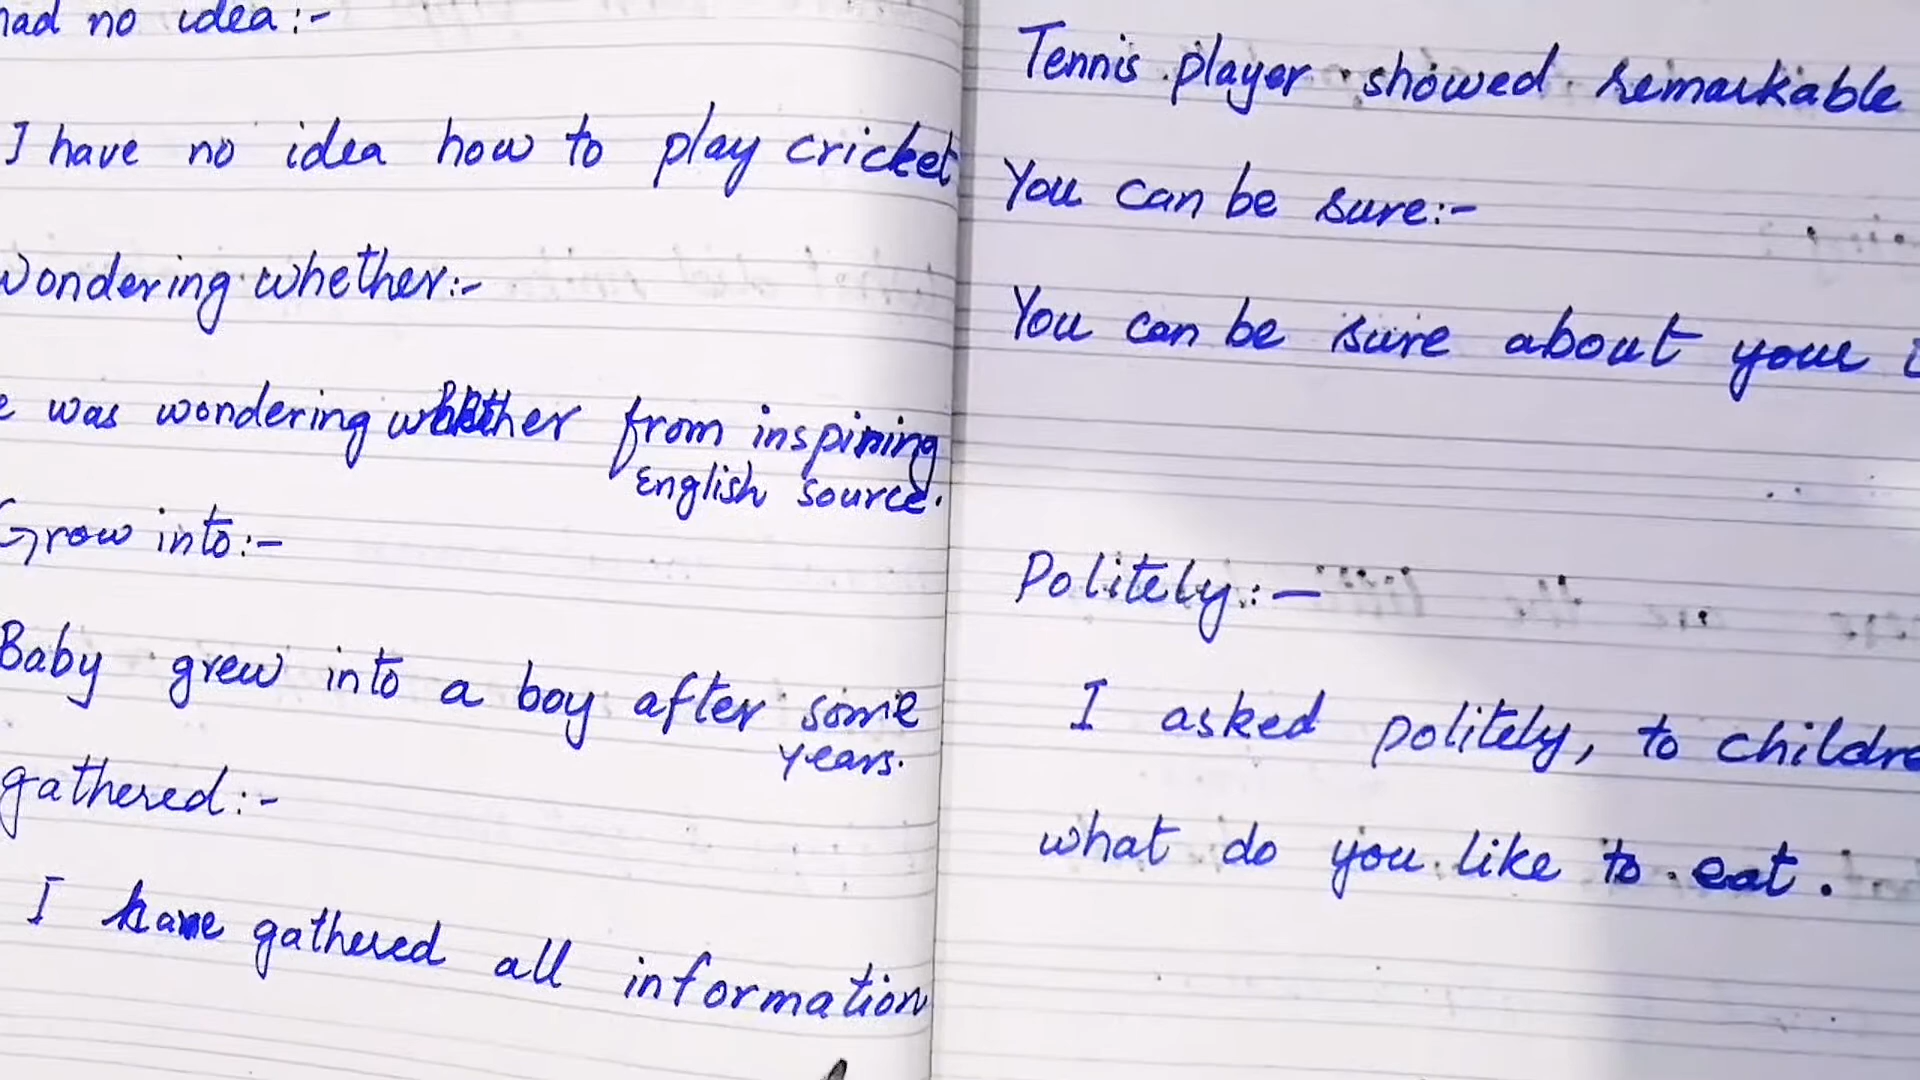 had no idea:-
I have no idea how to play cricket
Wondering whether:-
was wondering whether from inspiring
English source.
Grow into:-
Baby grew into a boy after some
years.
gathered:-
I have gathered all information
Tennis player showed remarkable
You can be sure:-
You can be sure about your
Politely:-
I asked politely, to
what do you like to eat.